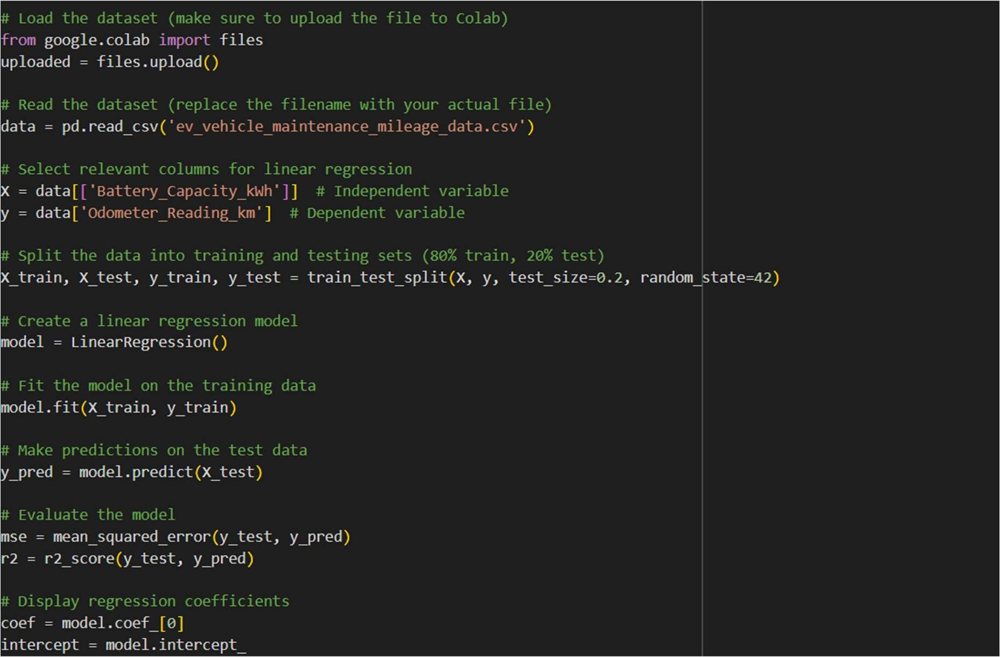 # Load the dataset (make sure to upload the file to Colab)
from google.colab import files
uploaded = files.upload()
# Read the dataset (replace the filename with your actual file)
data = pd.read_csv('ev_vehicle_maintenance_mileage_data.csv')
# Select relevant columns for linear regression
X = data[['Battery_Capacity_kWh']]  # Independent variable
y = data['Odometer_Reading_km']  # Dependent variable
# Split the data into training and testing sets (80% train, 20% test)
X_train, X_test, y_train, y_test = train_test_split(X, y, test_size=0.2, random_state=42)
# Create a linear regression model
model = LinearRegression()
# Fit the model on the training data
model.fit(X_train, y_train)
# Make predictions on the test data
y_pred = model.predict(X_test)
# Evaluate the model
mse = mean_squared_error(y_test, y_pred)
r2 = r2_score(y_test, y_pred)
# Display regression coefficients
coef = model.coef_[0]
intercept = model.intercept_